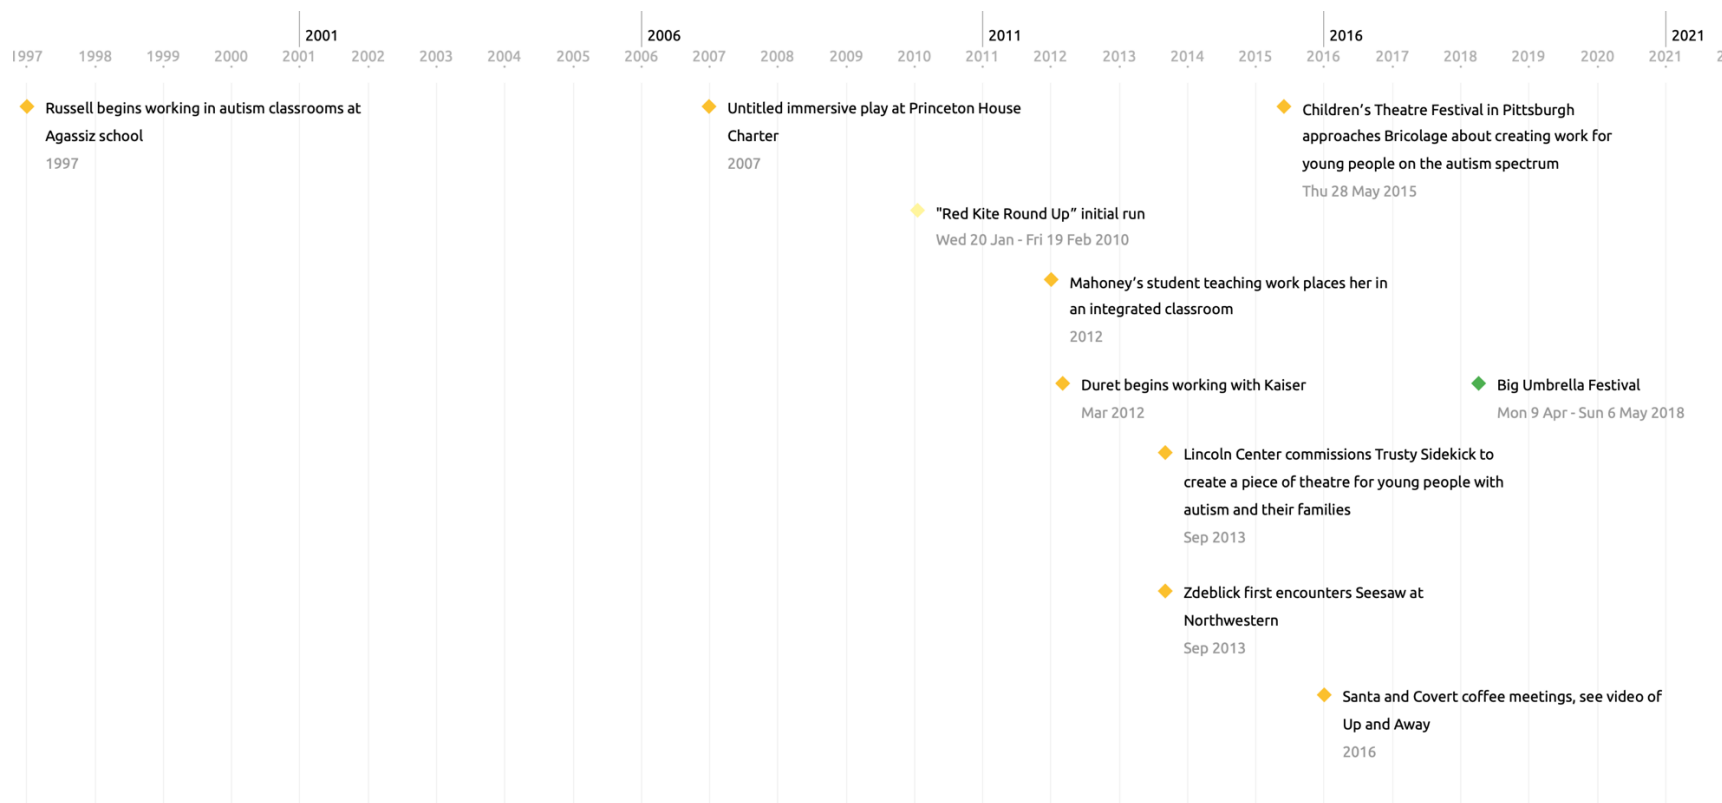 2001 2006 2011 2016 2021
1997 1998 1999 2000 2001 2002 2003 2004 2005 2006 2007 2008 2009 2010 2011 2012 2013 2014 2015 2016 2017 2018 2019 2020 2021
Russell begins working in autism classrooms at
Agassiz school
1997
Untitled immersive play at Princeton House
Charter
2007
Children’s Theatre Festival in Pittsburgh
approaches Bricolage about creating work for
young people on the autism spectrum
Thu 28 May 2015
"Red Kite Round Up” initial run
Wed 20 Jan - Fri 19 Feb 2010
Mahoney’s student teaching work places her in
an integrated classroom
2012
Duret begins working with Kaiser
Mar 2012
Big Umbrella Festival
Mon 9 Apr - Sun 6 May 2018
Lincoln Center commissions Trusty Sidekick to
create a piece of theatre for young people with
autism and their families
Sep 2013
Zdeblick first encounters Seesaw at
Northwestern
Sep 2013
Santa and Covert coffee meetings, see video of
Up and Away
2016